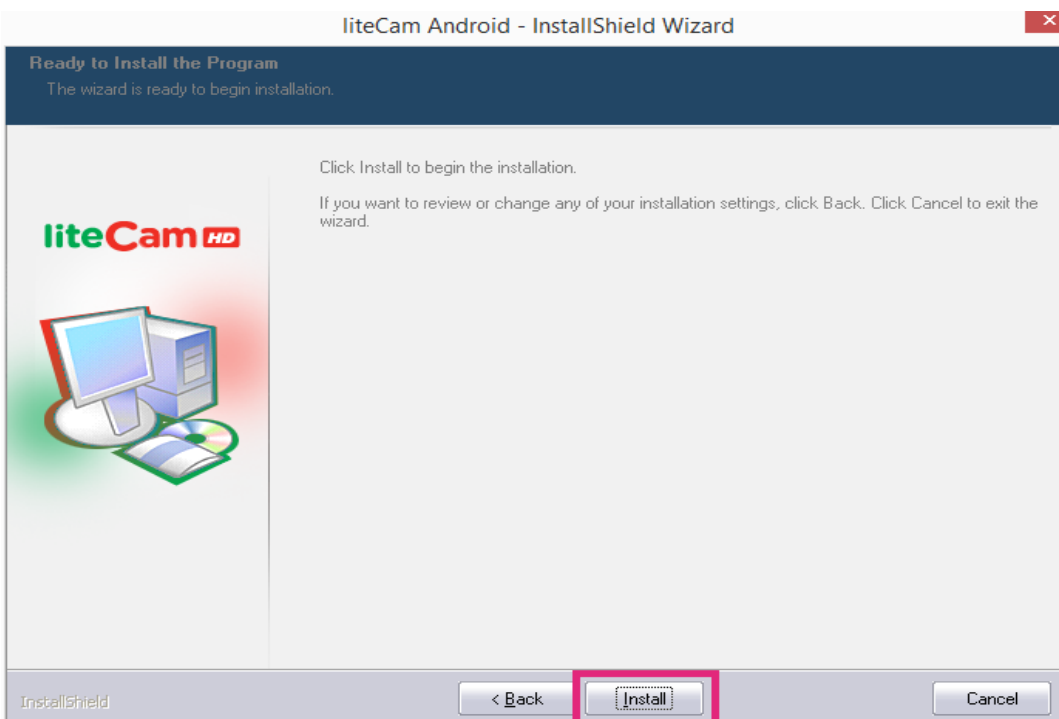 liteCam Android - InstallShield Wizard
Ready to Install the Program
The wizard is ready to begin installation.
Click Install to begin the installation.
If you want to review or change any of your installation settings, click Back. Click Cancel to exit the
wizard.
liteCam HD
InstallShield
< Back
Install
Cancel